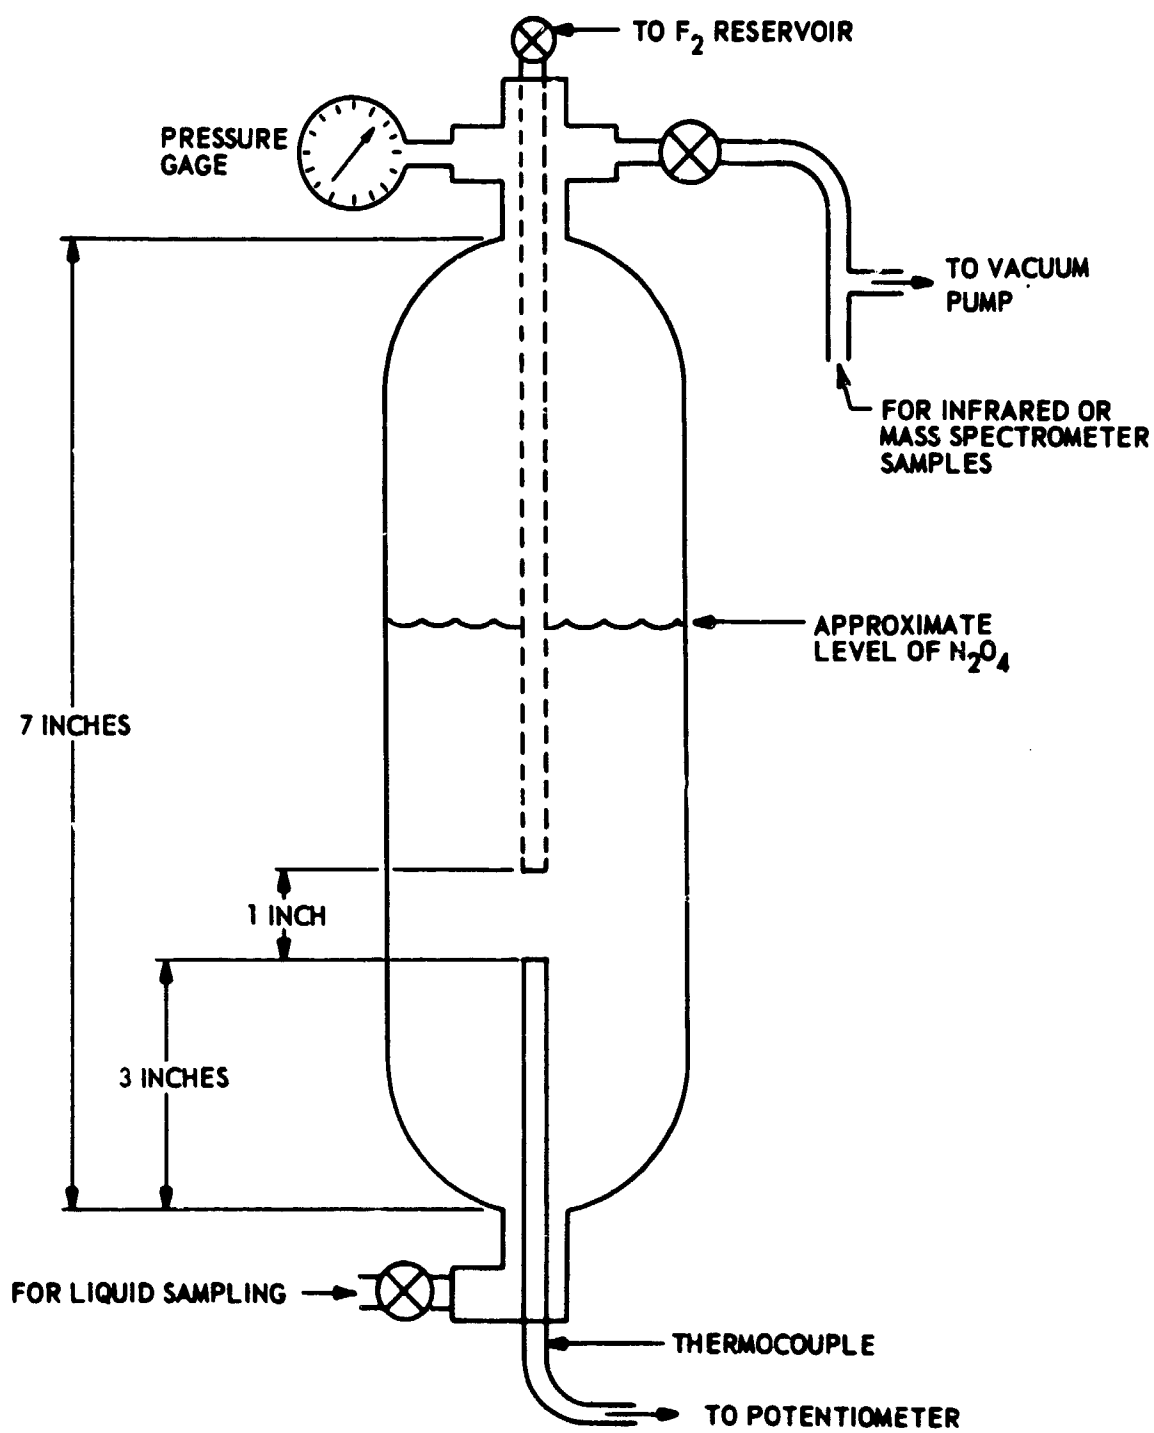 TO F2 RESERVOIR
PRESSURE
GAGE
TO VACUUM
PUMP
FOR INFRARED OR
MASS SPECTROMETER
SAMPLES
APPROXIMATE
LEVEL OF N2O4
7 INCHES
1 INCH
3 INCHES
FOR LIQUID SAMPLING
THERMOCOUPLE
TO POTENTIOMETER